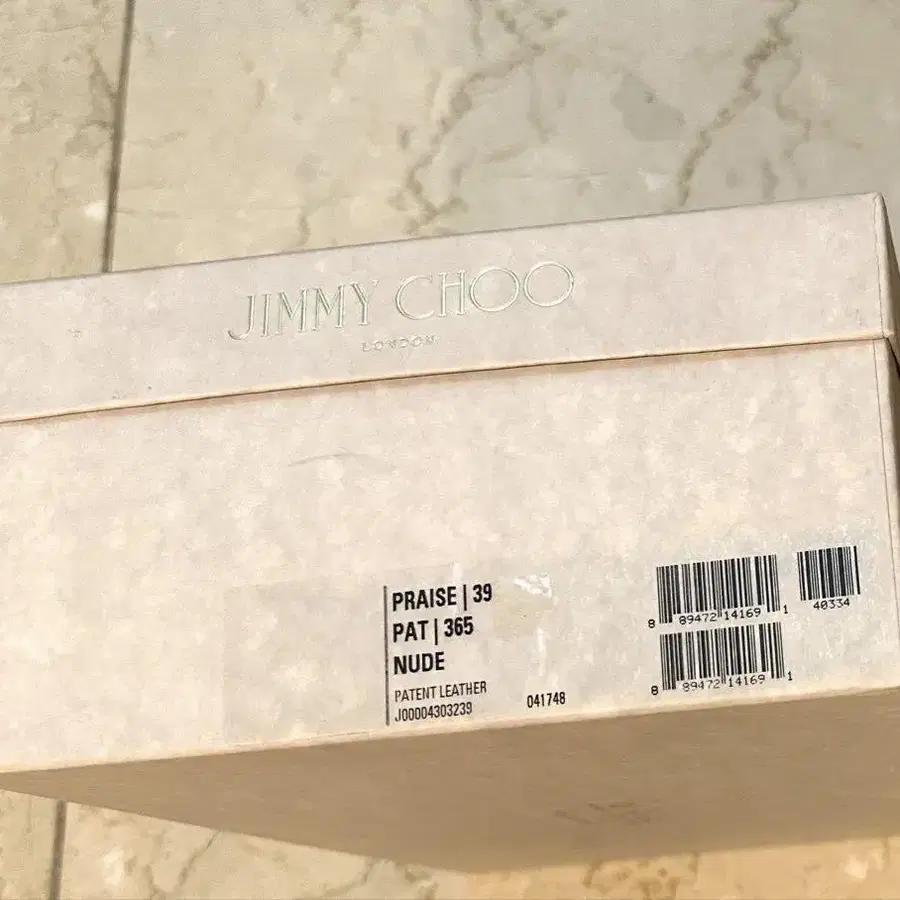 JIMMY CHOO
LONDON
PRAISE | 39
PAT | 365
NUDE
PATENT LEATHER
J00004303239
041748
8 89472 14169 1
40334
8 89472 14169 1